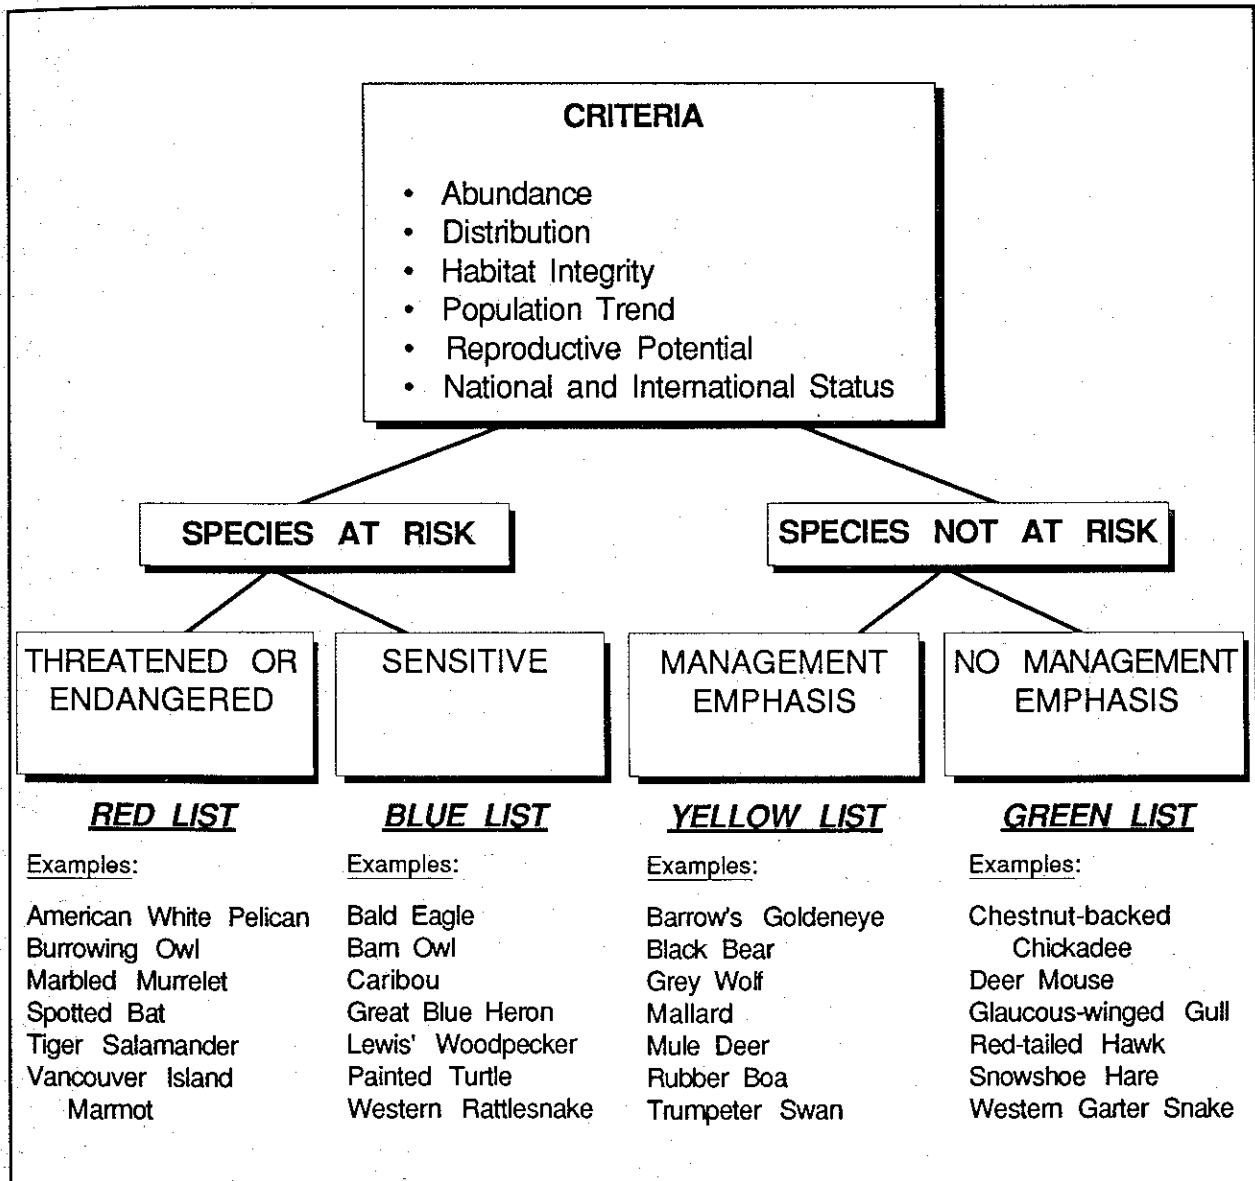 CRITERIA
• Abundance
• Distribution
• Habitat Integrity
• Population Trend
• Reproductive Potential
• National and International Status
SPECIES AT RISK
SPECIES NOT AT RISK
THREATENED OR
ENDANGERED
SENSITIVE
MANAGEMENT
EMPHASIS
NO MANAGEMENT
EMPHASIS
RED LIST
Examples:
American White Pelican
Burrowing Owl
Marbled Murrelet
Spotted Bat
Tiger Salamander
Vancouver Island
Marmot
BLUE LIST
Examples:
Bald Eagle
Barn Owl
Caribou
Great Blue Heron
Lewis' Woodpecker
Painted Turtle
Western Rattlesnake
YELLOW LIST
Examples:
Barrow's Goldeneye
Black Bear
Grey Wolf
Mallard
Mule Deer
Rubber Boa
Trumpeter Swan
GREEN LIST
Examples:
Chestnut-backed
Chickadee
Deer Mouse
Glaucous-winged Gull
Red-tailed Hawk
Snowshoe Hare
Western Garter Snake